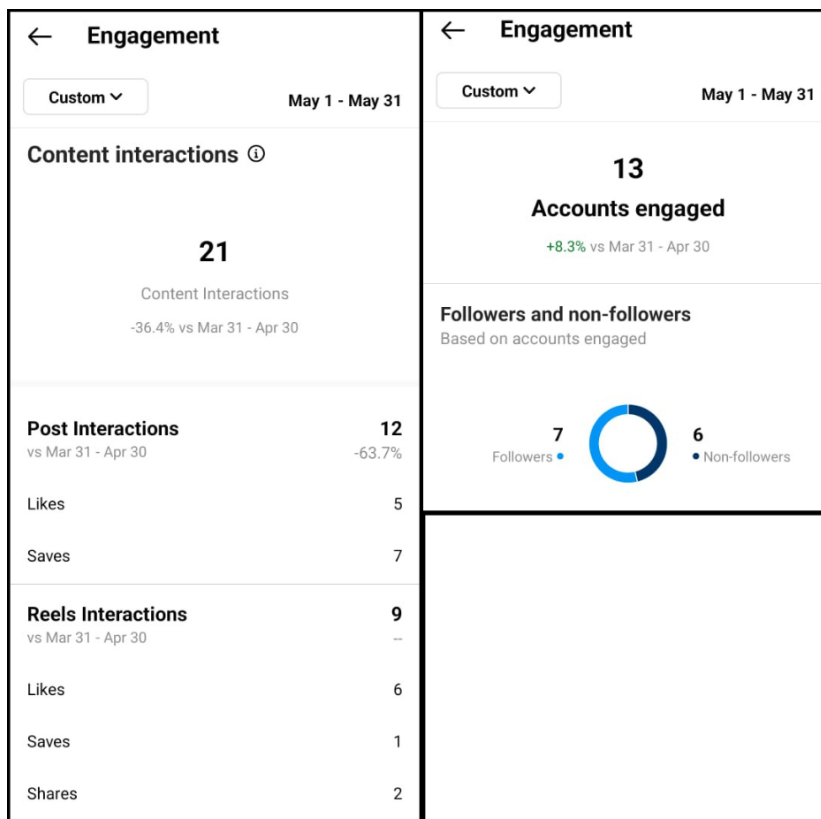 Engagement
Custom
May 1 - May 31
Content interactions
21
Content Interactions
-36.4% vs Mar 31 - Apr 30
Post Interactions 12
vs Mar 31 - Apr 30 -63.7%
Likes 5
Saves 7
Reels Interactions 9
vs Mar 31 - Apr 30 --
Likes 6
Saves 1
Shares 2
Engagement
Custom
May 1 - May 31
13
Accounts engaged
+8.3% vs Mar 31 - Apr 30
Followers and non-followers
Based on accounts engaged
7
Followers
6
Non-followers